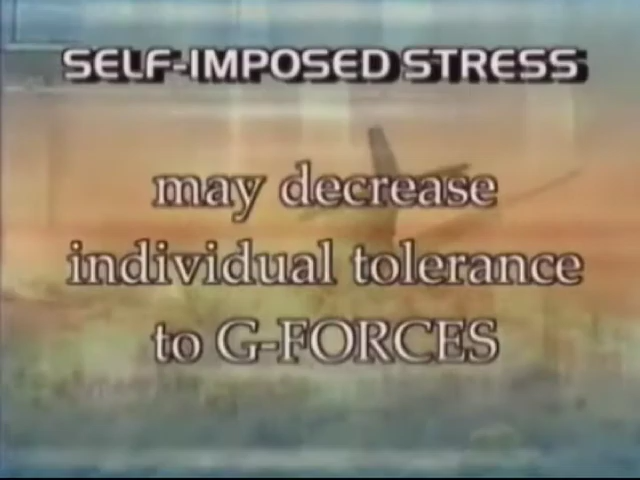 SELF-IMPOSED STRESS
may decrease
individual tolerance
to G-FORCES